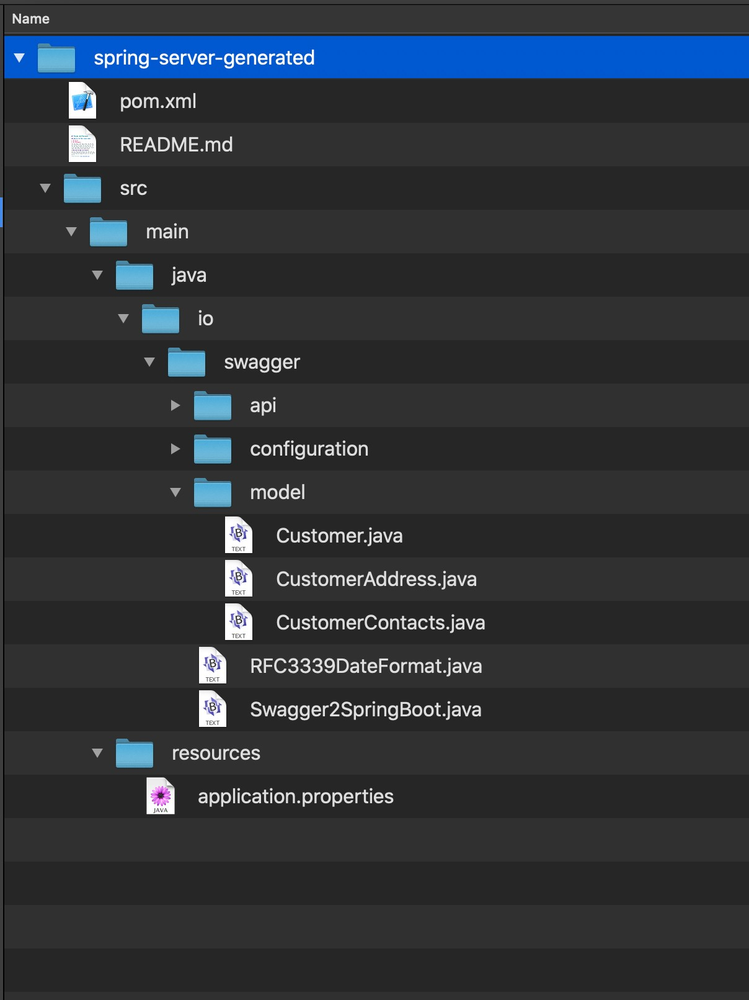 Name
spring-server-generated
pom.xml
README.md
src
main
java
io
swagger
api
configuration
model
B
TEXT
Customer.java
B
TEXT
CustomerAddress.java
B
TEXT
CustomerContacts.java
B
TEXT
RFC3339DateFormat.java
B
TEXT
Swagger2SpringBoot.java
resources
JAVA
application.properties